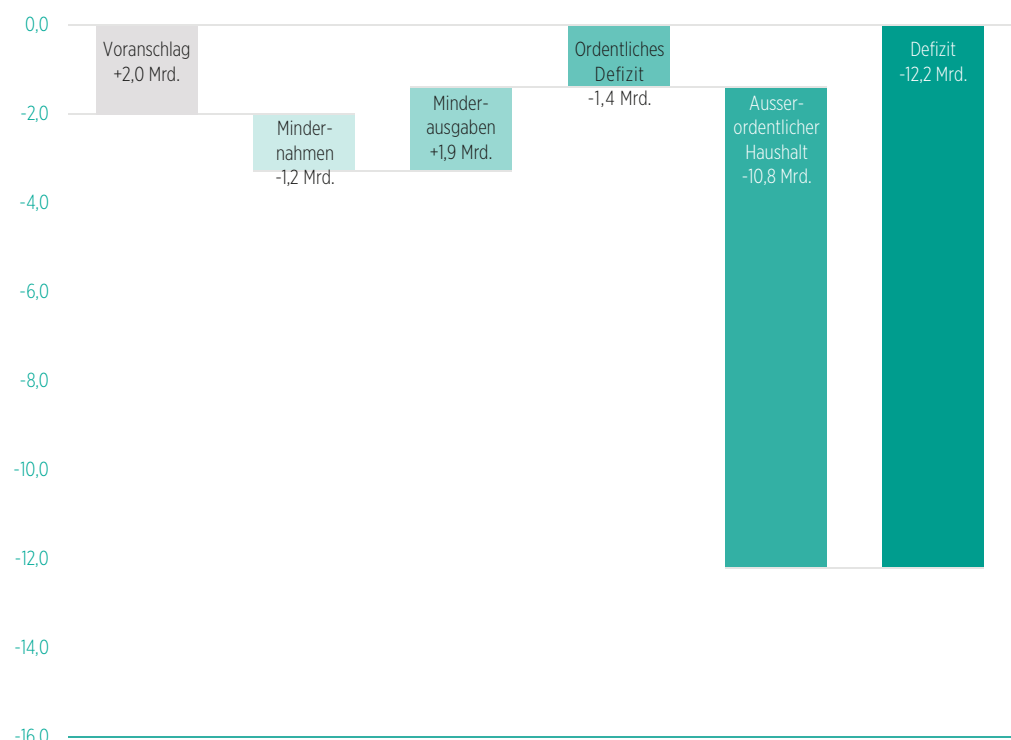 0,0
-2,0
-4,0
-6,0
-8,0
-10,0
-12,0
-14,0
-16,0
Voranschlag
+2,0 Mrd.
Minder-
nahmen
-1,2 Mrd.
Minder-
ausgaben
+1,9 Mrd.
Ordentliches
Defizit
-1,4 Mrd.
Ausser-
ordentlicher
Haushalt
-10,8 Mrd.
Defizit
-12,2 Mrd.